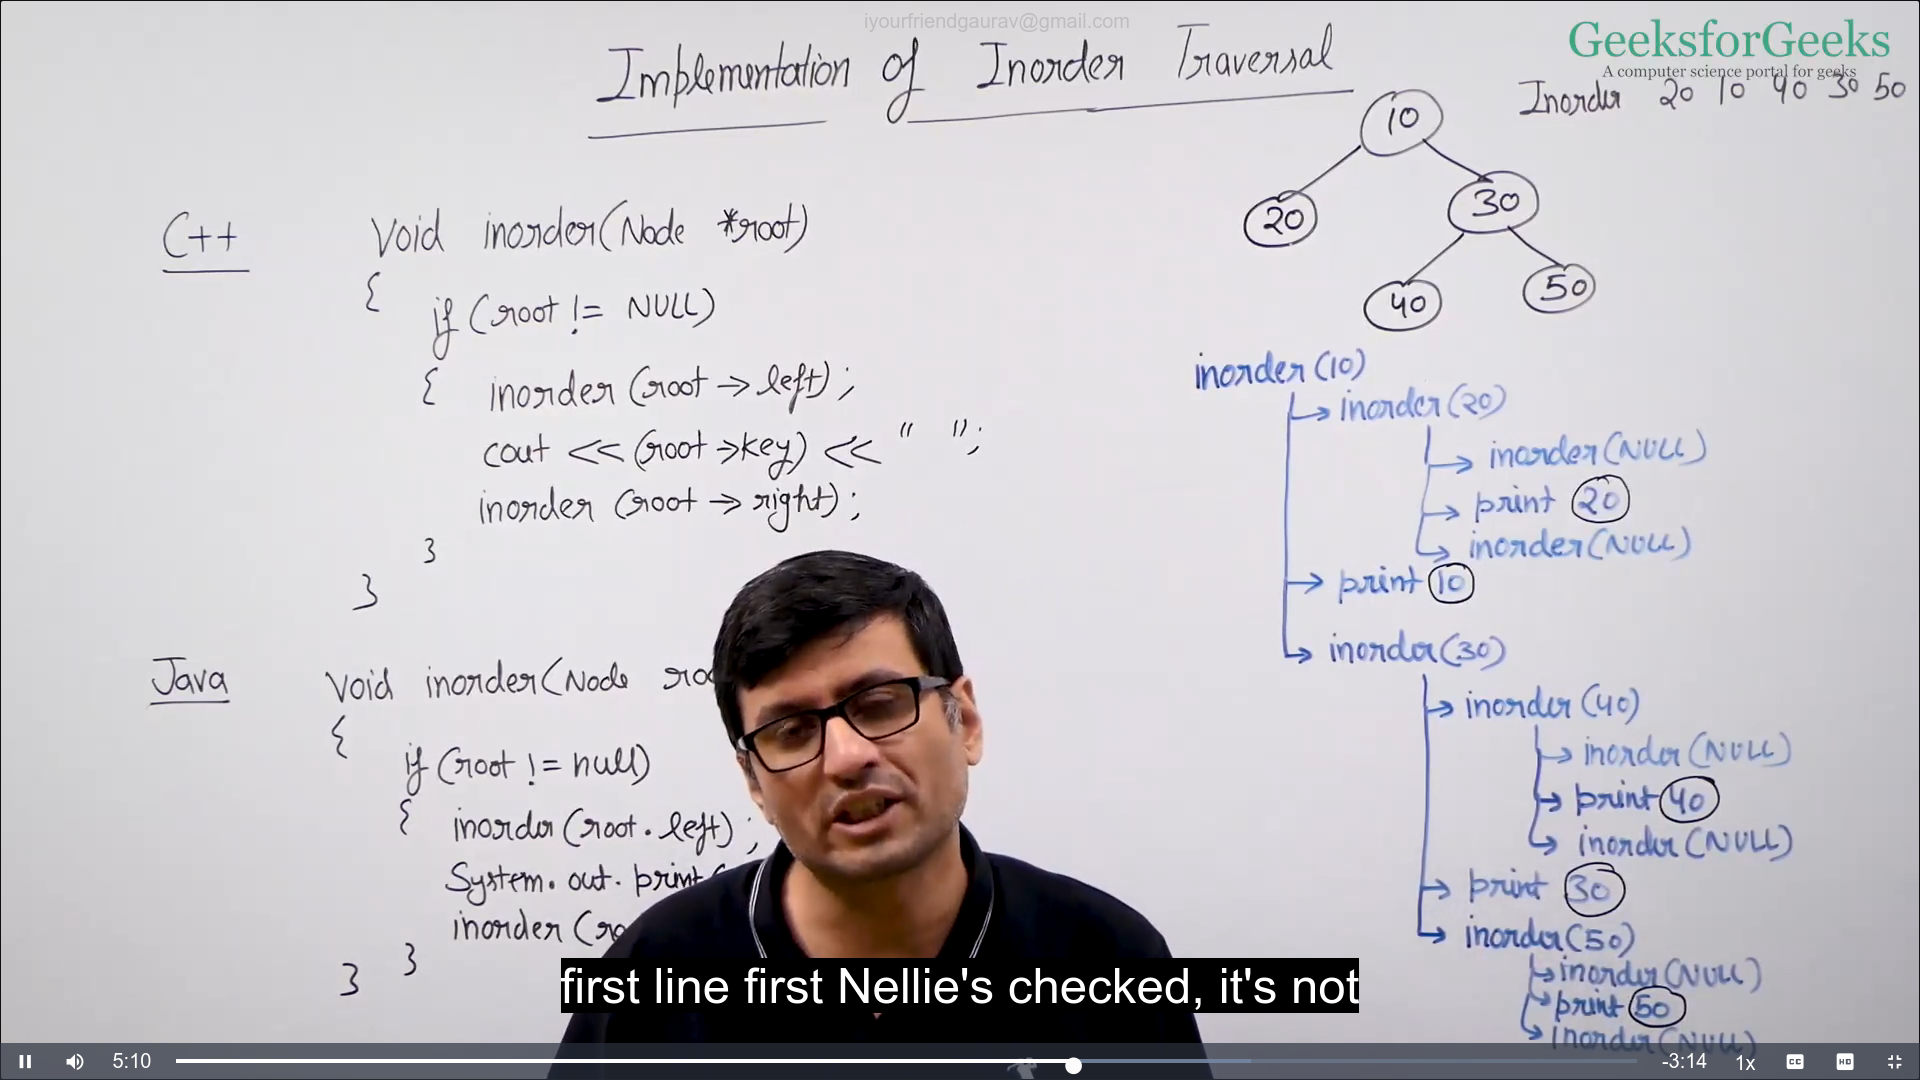 iyourfriendgaurav@gmail.com
GeeksforGeeks
A computer science portal for geeks
Implementation of Inorder Traversal
Inorder 20 10 40 30 50
10
20
30
40
50
C++
Void inorder(Node *root)
{
if (root != NULL)
{ inorder (root → left);
cout << (root →key) << " ";
inorder (root → right);
}
}
Java
Void inorder(Node
{
if (root != null)
{ inorder (root . left) ;
System. out. print
inorder
}
}
inorder (10)
inorder (20)
inorder (NULL)
print 20
inorder (NULL)
print 10
inorder (30)
inorder (40)
inorder (NULL)
print 40
inorder (NULL)
print 30
inorder (50)
inorder (NULL)
print 50
inorder (NULL)
first line first Nellie's checked, it's not
5:10
-3:14
1x
CC
HD